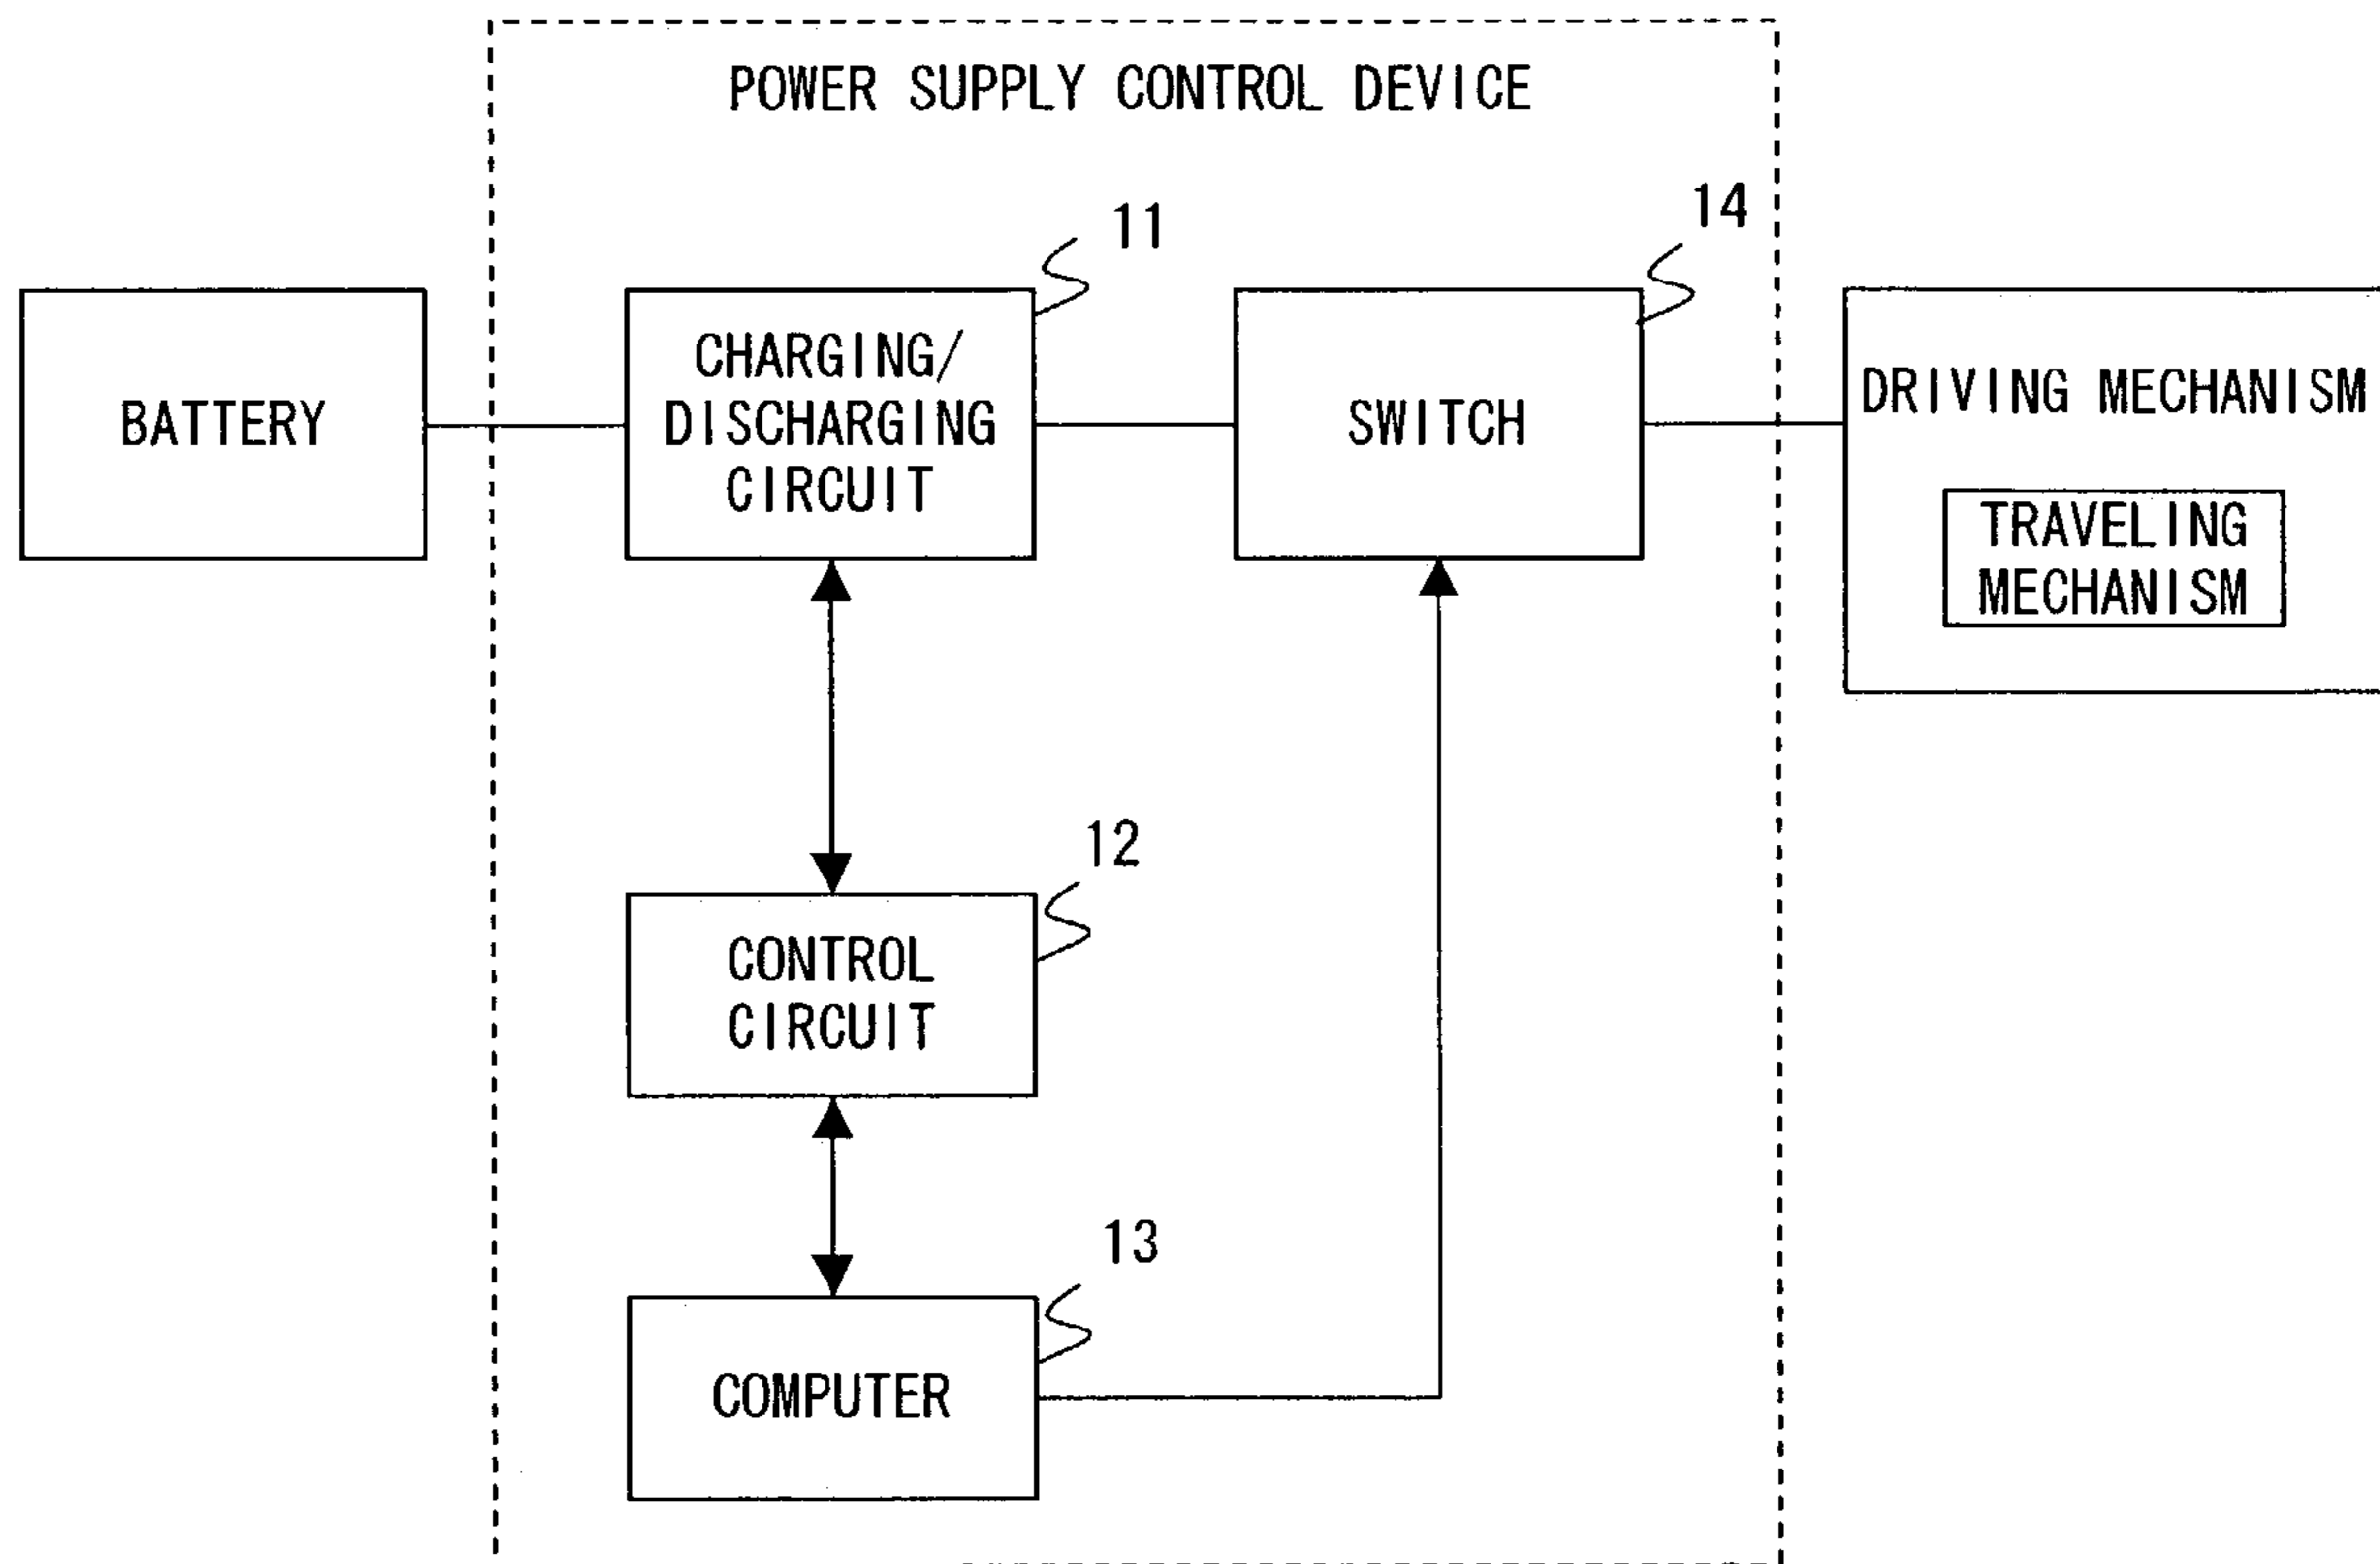 POWER SUPPLY CONTROL DEVICE
11
14
BATTERY
CHARGING/
DISCHARGING
CIRCUIT
SWITCH
DRIVING MECHANISM
TRAVELING
MECHANISM
12
CONTROL
CIRCUIT
13
COMPUTER